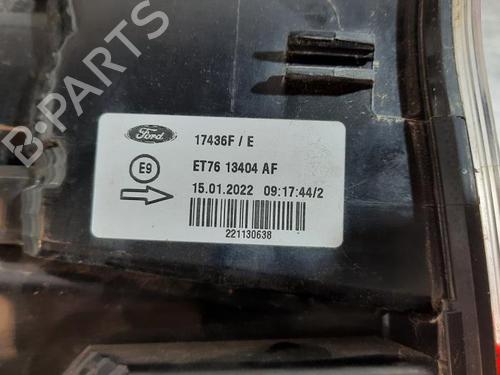 Ford
17436F / E
E9
ET76 13404 AF
15.01.2022 09:17:44/2
221130638
B-PARTS